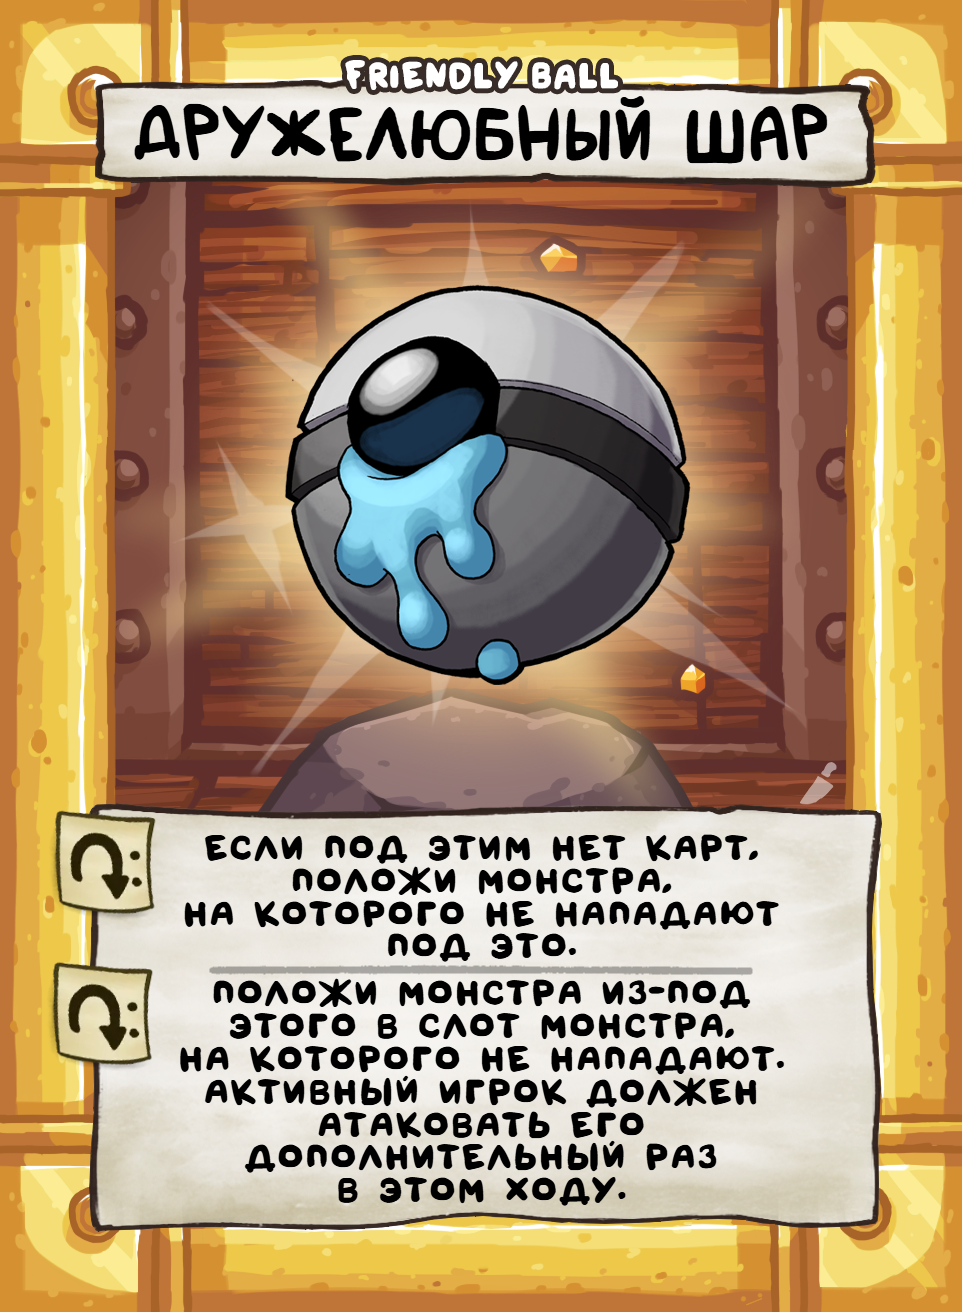 FRIENDLY BALL
ДРУЖЕЛЮБНЫЙ ШАР
ЕСЛИ ПОД ЭТИМ НЕТ КАРТ,
ПОЛОЖИ МОНСТРА,
НА КОТОРОГО НЕ НАПАДАЮТ
ПОД ЭТО.
ПОЛОЖИ МОНСТРА ИЗ-ПОД
ЭТОГО В СЛОТ МОНСТРА,
НА КОТОРОГО НЕ НАПАДАЮТ.
АКТИВНЫЙ ИГРОК ДОЛЖЕН
АТАКОВАТЬ ЕГО
ДОПОЛНИТЕЛЬНЫЙ РАЗ
В ЭТОМ ХОДУ.